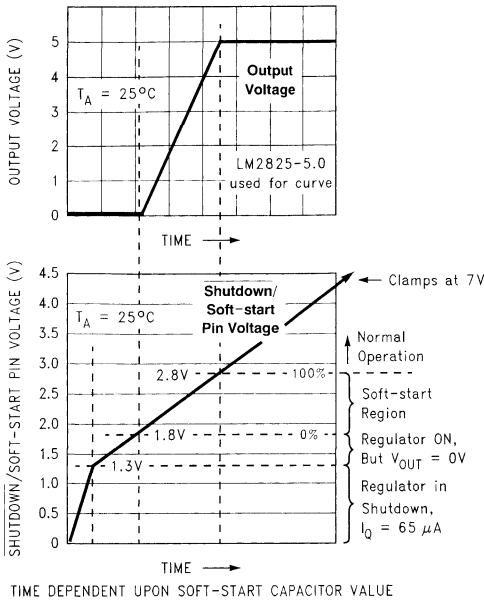 OUTPUT VOLTAGE (V)
5
4
3
2
1
0
T_A = 25°C
Output
Voltage
LM2825-5.0
used for curve
TIME
SHUTDOWN/SOFT-START PIN VOLTAGE (V)
4.5
4.0
3.5
3.0
2.5
2.0
1.5
1.0
0.5
0
T_A = 25°C
Shutdown/
Soft-start
Pin Voltage
Clamps at 7V
Normal
Operation
2.8V
100%
Soft-start
Region
1.8V
0%
Regulator ON,
But V_OUT = 0V
1.3V
Regulator in
Shutdown,
I_Q = 65 μA
TIME
TIME DEPENDENT UPON SOFT-START CAPACITOR VALUE